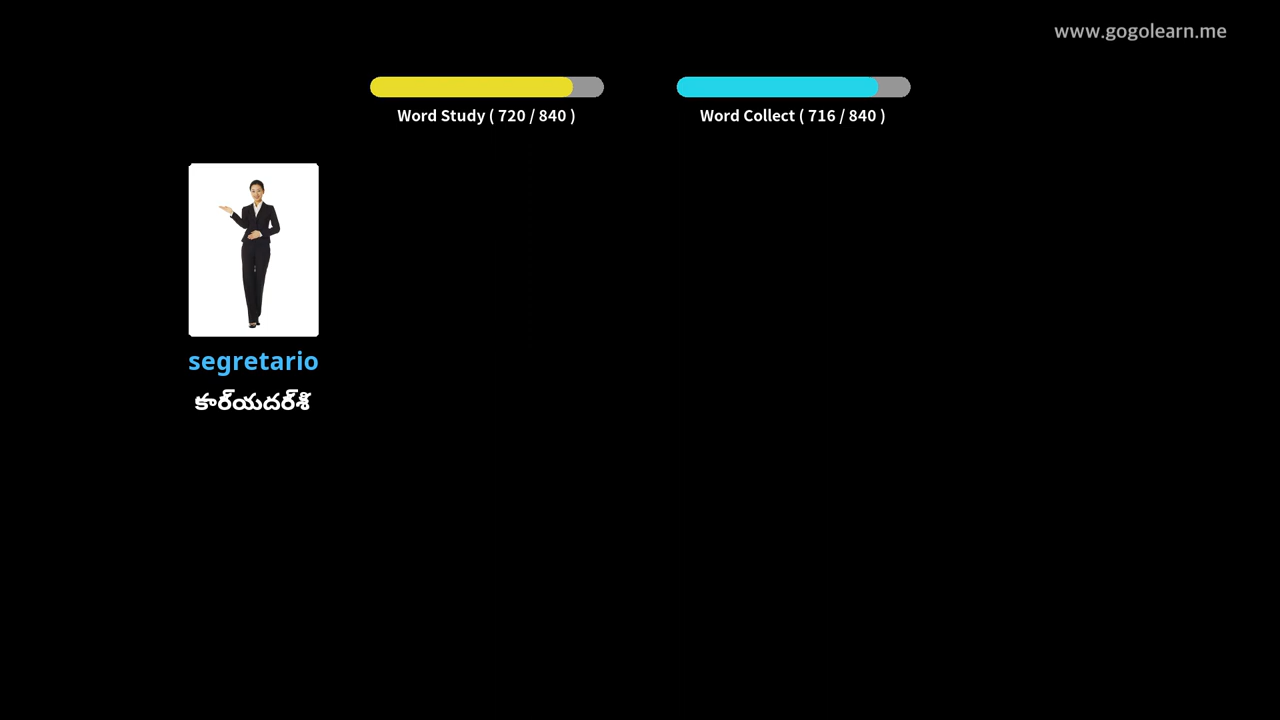 www.gogolearn.me
Word Study ( 720 / 840 )
Word Collect ( 716 / 840 )
segretario
కార్‌యదర్‌శి